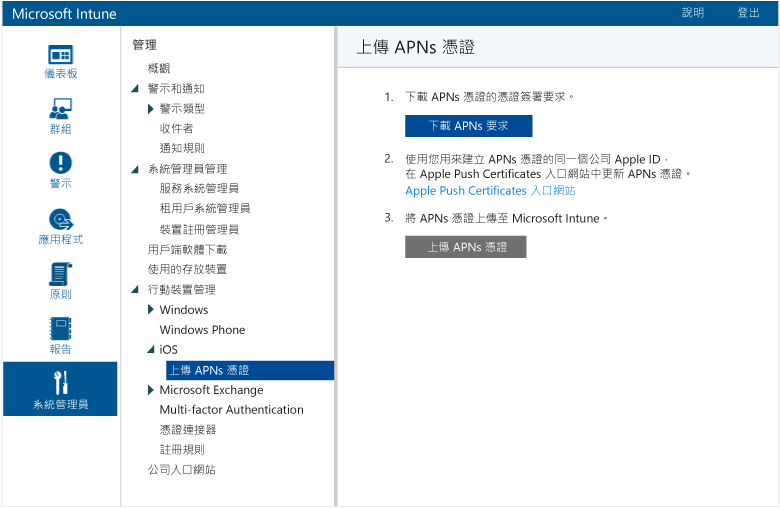 Microsoft Intune
說明
登出
儀表板
群組
警示
應用程式
原則
報告
系統管理員
管理
概觀
警示和通知
警示類型
收件者
通知規則
系統管理員管理
服務系統管理員
租用戶系統管理員
裝置註冊管理員
用戶端軟體下載
使用的存放裝置
行動裝置管理
Windows
Windows Phone
iOS
上傳 APNs 憑證
Microsoft Exchange
Multi-factor Authentication
憑證連接器
註冊規則
公司入口網站
上傳 APNs 憑證
1. 下載 APNs 憑證的憑證簽署要求。
下載 APNs 要求
2. 使用您用來建立 APNs 憑證的同一個公司 Apple ID，
在 Apple Push Certificates 入口網站中更新 APNs 憑證。
Apple Push Certificates 入口網站
3. 將 APNs 憑證上傳至 Microsoft Intune。
上傳 APNs 憑證